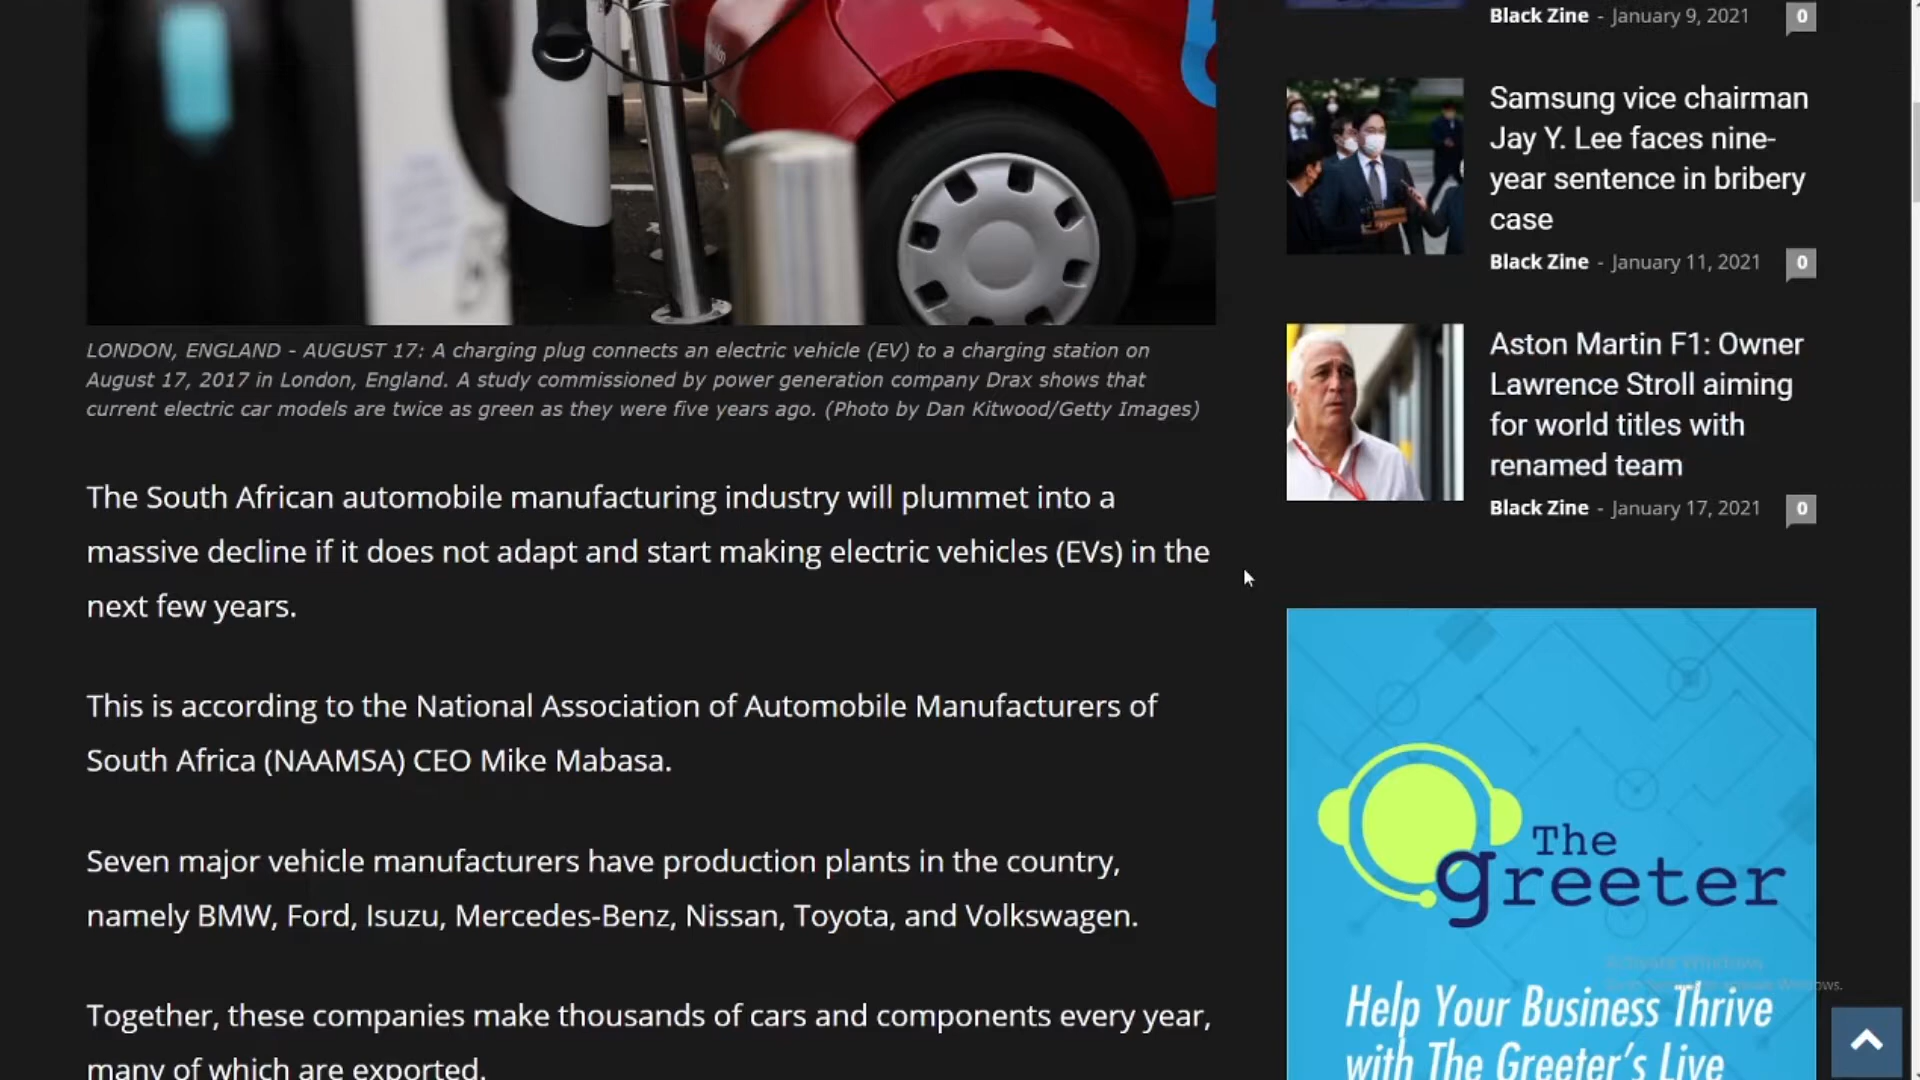 LONDON, ENGLAND - AUGUST 17: A charging plug connects an electric vehicle (EV) to a charging station on
August 17, 2017 in London, England. A study commissioned by power generation company Drax shows that
current electric car models are twice as green as they were five years ago. (Photo by Dan Kitwood/Getty Images)
The South African automobile manufacturing industry will plummet into a
massive decline if it does not adapt and start making electric vehicles (EVs) in the
next few years.
This is according to the National Association of Automobile Manufacturers of
South Africa (NAAMSA) CEO Mike Mabasa.
Seven major vehicle manufacturers have production plants in the country,
namely BMW, Ford, Isuzu, Mercedes-Benz, Nissan, Toyota, and Volkswagen.
Together, these companies make thousands of cars and components every year,
many of which are exported.
Black Zine - January 9, 2021 0
Samsung vice chairman
Jay Y. Lee faces nine-
year sentence in bribery
case
Black Zine - January 11, 2021 0
Aston Martin F1: Owner
Lawrence Stroll aiming
for world titles with
renamed team
Black Zine - January 17, 2021 0
The
greeter
Activate Windows
Help Your Business Thrive
with The Greeter's Live